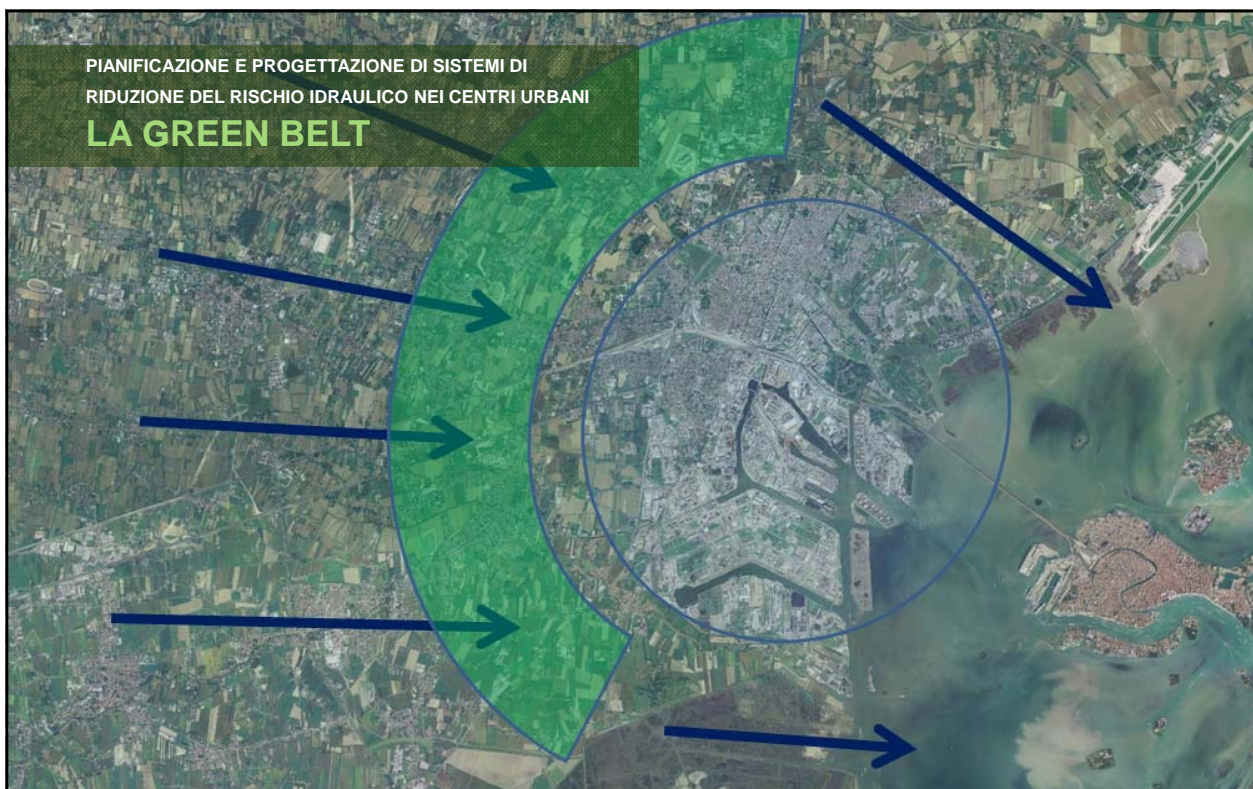 PIANIFICAZIONE E PROGETTAZIONE DI SISTEMI DI
RIDUZIONE DEL RISCHIO IDRAULICO NEI CENTRI URBANI
LA GREEN BELT